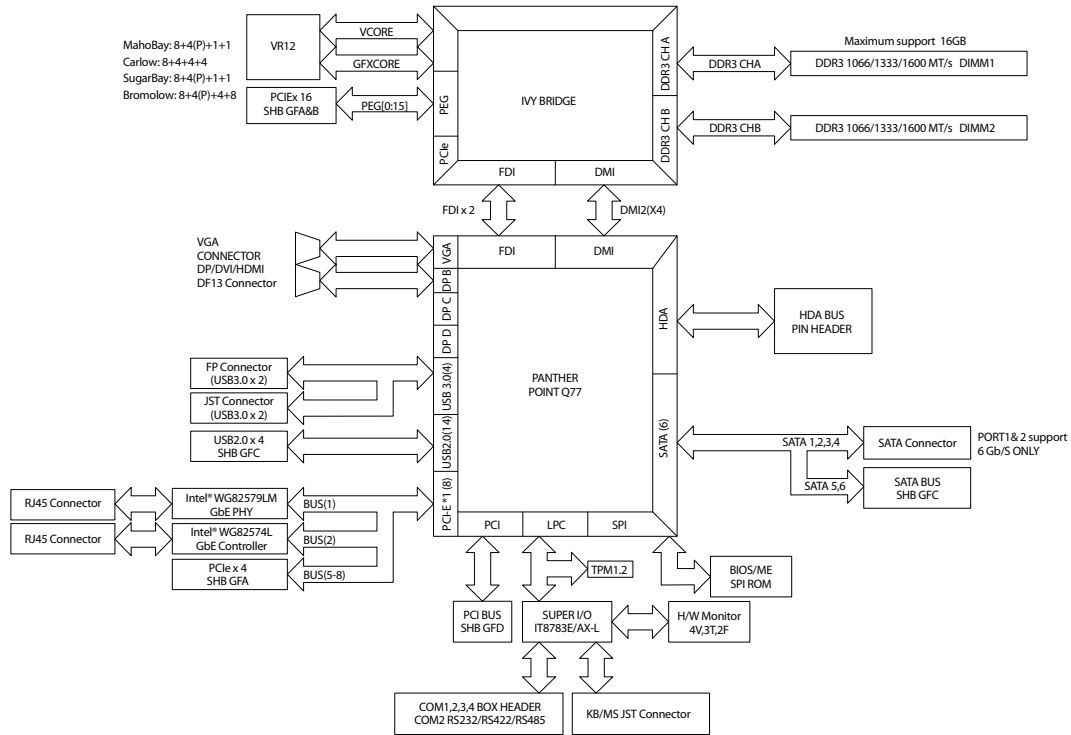 MahoBay: 8+4(P)+1+1
Carlow: 8+4+4+4
SugarBay: 8+4(P)+1+1
Bromolow: 8+4(P)+4+8
VR12
VCORE
GFXCORE
PCIEx 16
SHB GFA&B
PEG[0:15]
PEG
PCIe
IVY BRIDGE
FDI
DMI
DDR3 CH A
DDR3 CH B
DDR3 CHA
DDR3 CHB
Maximum support 16GB
DDR3 1066/1333/1600 MT/s DIMM1
DDR3 1066/1333/1600 MT/s DIMM2
FDI x 2
DMI2(X4)
VGA
CONNECTOR
DP/DVI/HDMI
DF13 Connector
VGA
DP B
DP C
DP D
USB 3.0(4)
USB2.0(14)
PCI-E *1 (8)
FDI
DMI
HDA
SATA (6)
PANTHER
POINT Q77
PCI
LPC
SPI
HDA BUS
PIN HEADER
FP Connector
(USB3.0 x 2)
JST Connector
(USB3.0 x 2)
USB2.0 x 4
SHB GFC
SATA 1,2,3,4
SATA Connector
PORT1& 2 support
6 Gb/S ONLY
SATA 5,6
SATA BUS
SHB GFC
RJ45 Connector
Intel® WG82579LM
GbE PHY
BUS(1)
RJ45 Connector
Intel® WG82574L
GbE Controller
BUS(2)
PCIe x 4
SHB GFA
BUS(5-8)
TPM1.2
BIOS/ME
SPI ROM
PCI BUS
SHB GFD
SUPER I/O
IT8783E/AX-L
H/W Monitor
4V,3T,2F
COM1,2,3,4 BOX HEADER
COM2 RS232/RS422/RS485
KB/MS JST Connector